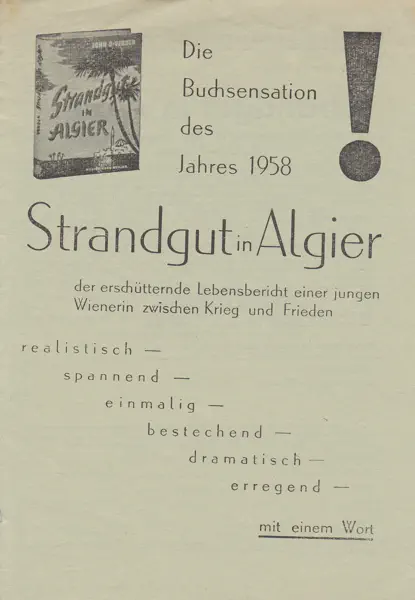 Strandgut
in
ALGIER
Die
Buchsensation
des
Jahres 1958
!
Strandgut in Algier
der erschütternde Lebensbericht einer jungen
Wienerin zwischen Krieg und Frieden
realistisch —
spannend —
einmalig —
bestechend —
dramatisch —
erregend —
mit einem Wort